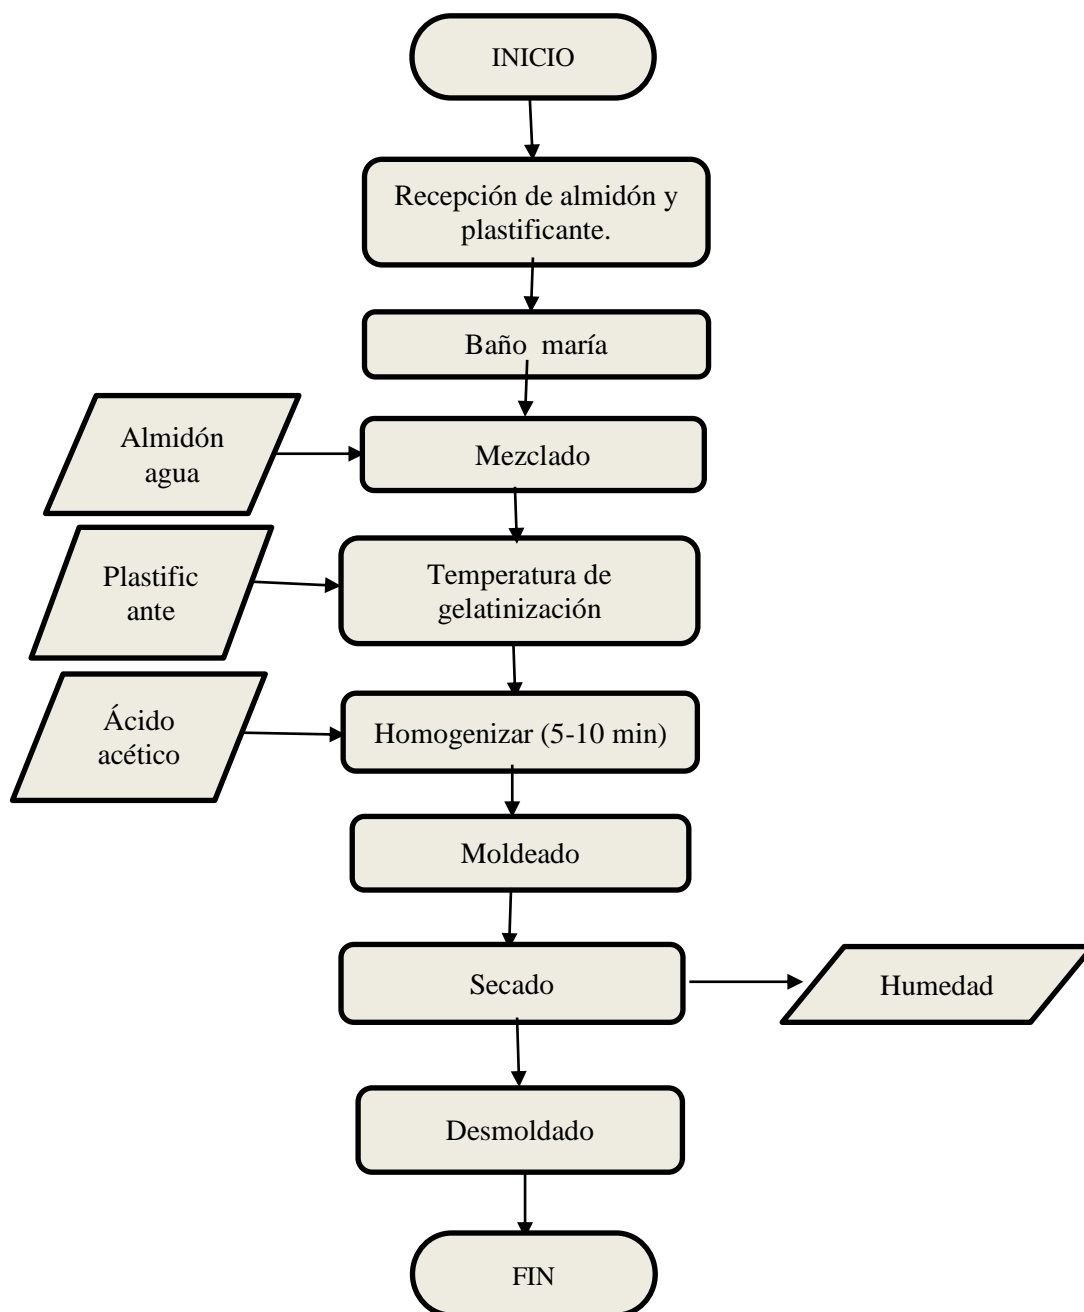 INICIO
Recepción de almidón y
plastificante.
Baño  maría
Almidón
agua
Mezclado
Plastific
ante
Temperatura de
gelatinización
Ácido
acético
Homogenizar (5-10 min)
Moldeado
Secado
Humedad
Desmoldado
FIN